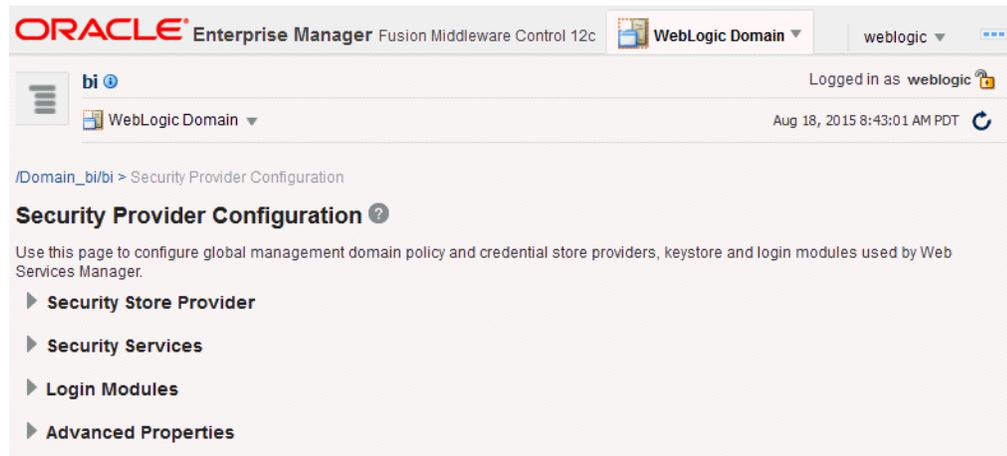 ORACLE Enterprise Manager Fusion Middleware Control 12c WebLogic Domain weblogic
bi Logged in as weblogic
WebLogic Domain Aug 18, 2015 8:43:01 AM PDT
/Domain_bi/bi > Security Provider Configuration
Security Provider Configuration
Use this page to configure global management domain policy and credential store providers, keystore and login modules used by Web
Services Manager.
Security Store Provider
Security Services
Login Modules
Advanced Properties